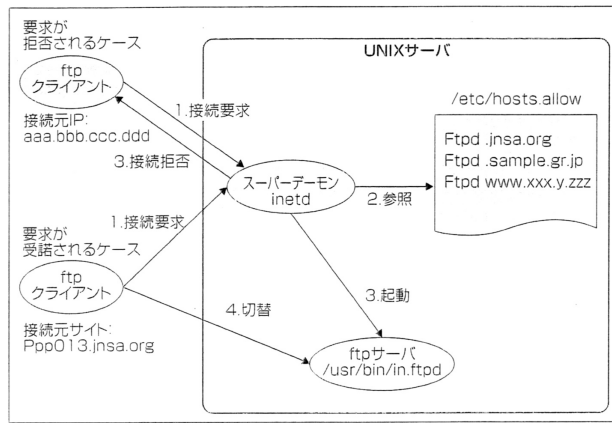 要求が
拒否されるケース
ftp
クライアント
接続元IP:
aaa.bbb.ccc.ddd
1.接続要求
3.接続拒否
1.接続要求
要求が
受諾されるケース
ftp
クライアント
接続元サイト:
Ppp013.jnsa.org
4.切替
UNIXサーバ
スーパーデーモン
inetd
2.参照
/etc/hosts.allow
Ftpd .jnsa.org
Ftpd .sample.gr.jp
Ftpd www.xxx.y.zzz
3.起動
ftpサーバ
/usr/bin/in.ftpd